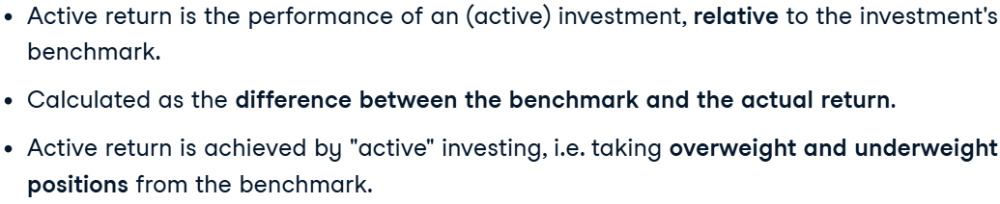 • Active return is the performance of an (active) investment, relative to the investment's
benchmark.
• Calculated as the difference between the benchmark and the actual return.
• Active return is achieved by "active" investing, i.e. taking overweight and underweight
positions from the benchmark.